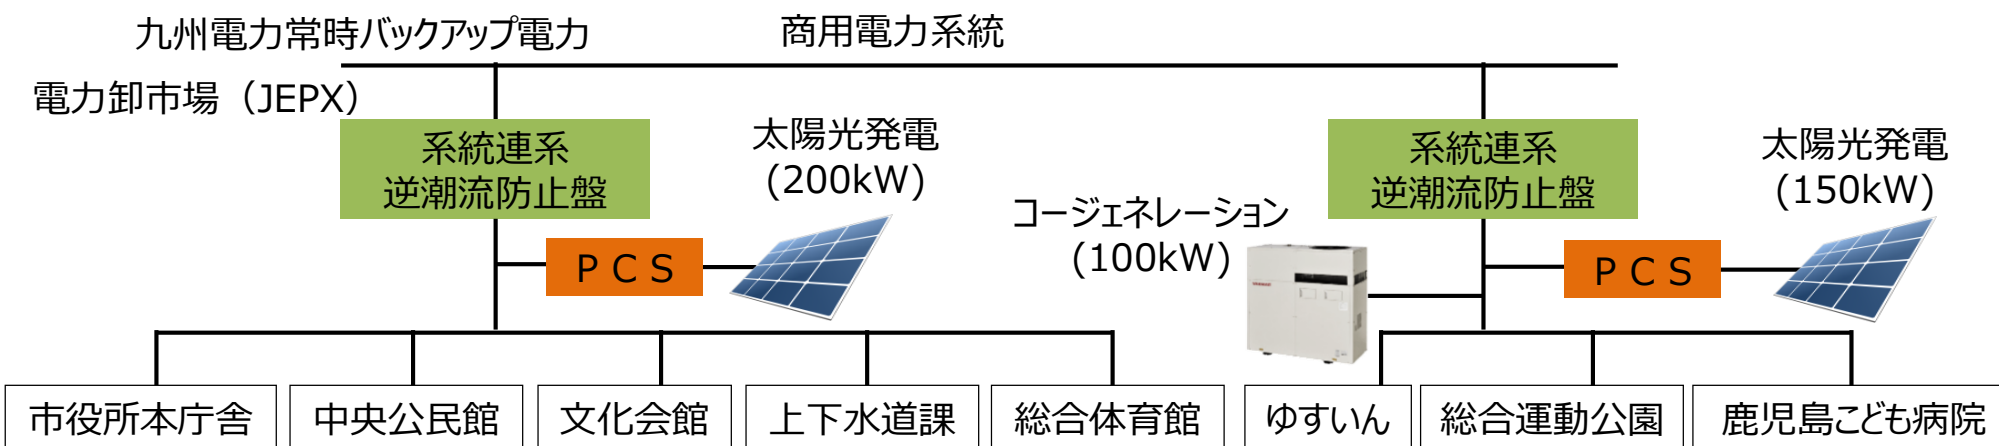 九州電力常時バックアップ電力
商用電力系統
電力卸市場（JEPX）
系統連系
逆潮流防止盤
太陽光発電
(200kW)
PCS
コージェネレーション
(100kW)
系統連系
逆潮流防止盤
太陽光発電
(150kW)
PCS
市役所本庁舎
中央公民館
文化会館
上下水道課
総合体育館
ゆすいん
総合運動公園
鹿児島こども病院